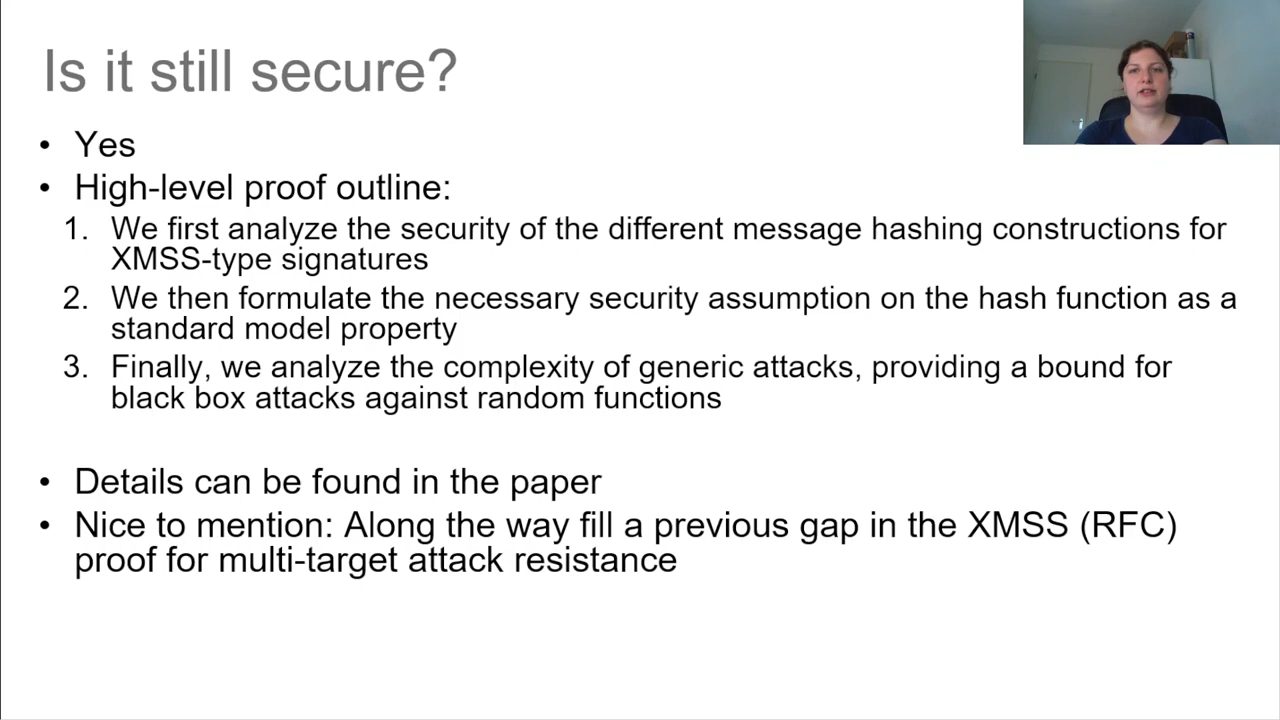 Is it still secure?
• Yes
• High-level proof outline:
1. We first analyze the security of the different message hashing constructions for
XMSS-type signatures
2. We then formulate the necessary security assumption on the hash function as a
standard model property
3. Finally, we analyze the complexity of generic attacks, providing a bound for
black box attacks against random functions
• Details can be found in the paper
• Nice to mention: Along the way fill a previous gap in the XMSS (RFC)
proof for multi-target attack resistance